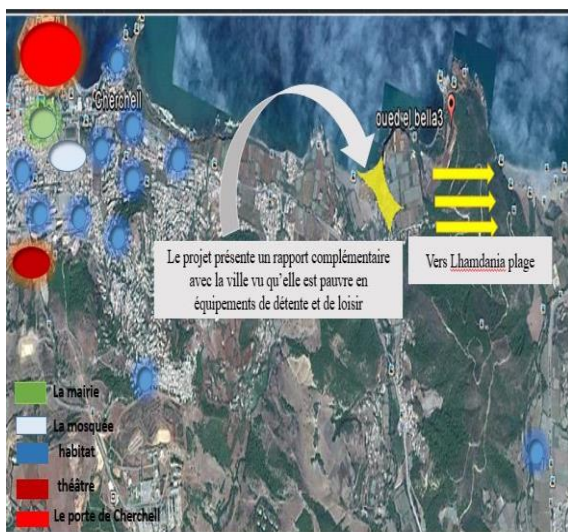 Cherchell
oued el bella3
Le projet présente un rapport complémentaire
avec la ville vu qu'elle est pauvre en
équipements de détente et de loisir
Vers Lhamdania plage
La mairie
La mosquée
habitat
théâtre
Le porte de Cherchell